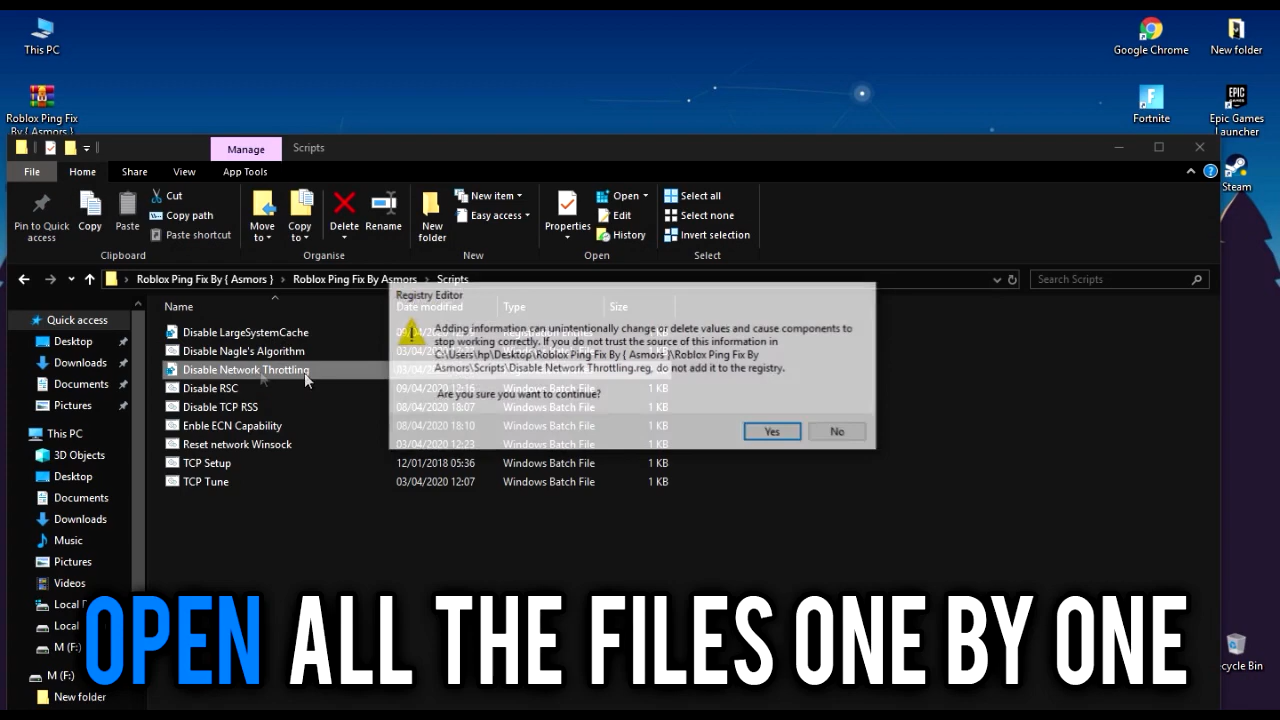 This PC
Google Chrome
New folder
Roblox Ping Fix
By { Asmors }
Fortnite
Epic Games
Launcher
Manage
Scripts
File
Home
Share
View
App Tools
Steam
Pin to Quick
access
Copy
Paste
Cut
Copy path
Paste shortcut
Move
to
Copy
to
Delete
Rename
New
folder
New item
Easy access
Properties
Open
Edit
History
Select all
Select none
Invert selection
Clipboard
Organise
New
Open
Select
Roblox Ping Fix By { Asmors } › Roblox Ping Fix By Asmors › Scripts
Search Scripts
Name
Date modified
Type
Size
Quick access
Desktop
Downloads
Documents
Pictures
This PC
3D Objects
Desktop
Documents
Downloads
Music
Pictures
Videos
Local
Local
M (F:)
M (F:)
New folder
Disable LargeSystemCache
Disable Nagle's Algorithm
Disable Network Throttling
Disable RSC 09/04/2020 12:16 Windows Batch File 1 KB
Disable TCP RSS 08/04/2020 18:07 Windows Batch File 1 KB
Enble ECN Capability 08/04/2020 18:10 Windows Batch File 1 KB
Reset network Winsock 03/04/2020 12:23 Windows Batch File 1 KB
TCP Setup 12/01/2018 05:36 Windows Batch File 1 KB
TCP Tune 03/04/2020 12:07 Windows Batch File 1 KB
Registry Editor
Adding information can unintentionally change or delete values and cause components to
stop working correctly. If you do not trust the source of this information in
C:\Users\hp\Desktop\Roblox Ping Fix By { Asmors }\Roblox Ping Fix By
Asmors\Scripts\Disable Network Throttling.reg, do not add it to the registry.
Are you sure you want to continue?
Yes
No
OPEN ALL THE FILES ONE BY ONE